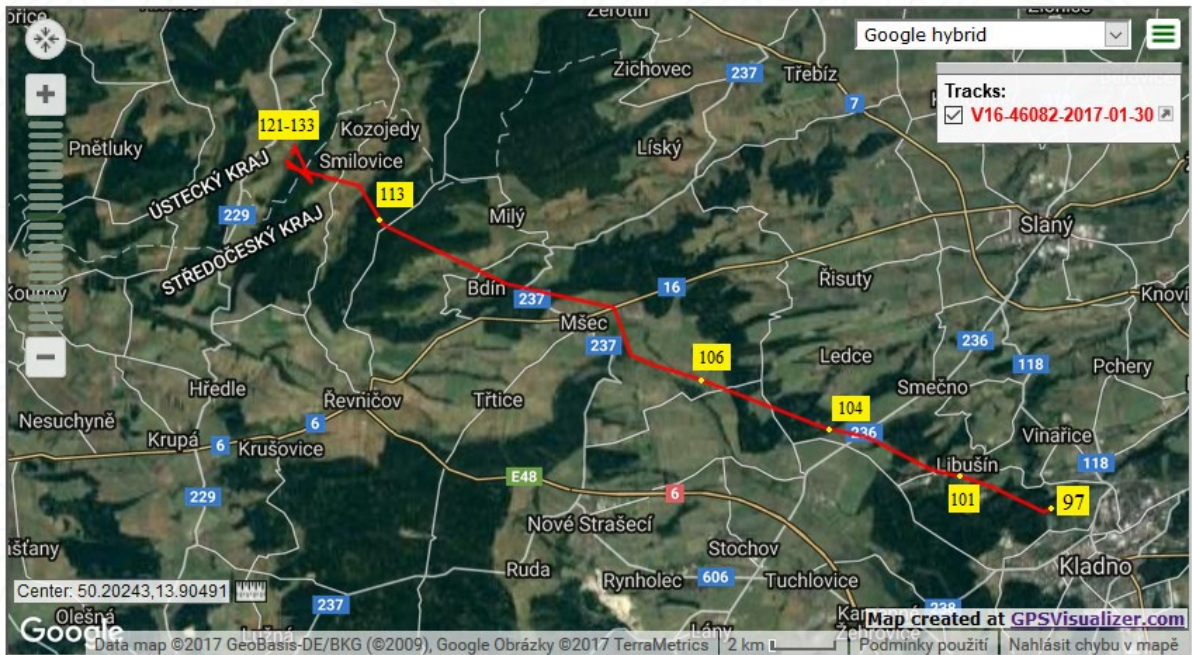 Google hybrid
Tracks:
V16-46082-2017-01-30
Zichovec
237
Třebíz
7
121-133
Kozojedy
Pnětluky
Smilovice
Líský
ÚSTECKÝ KRAJ
113
229
STŘEDOČESKÝ KRAJ
Milý
Slaný
Bdín
237
16
Řisuty
Mšec
237
106
Ledce
236
118
Pchery
Smečno
Hředle
Řevničov
Třtice
104
236
Nesuchyně
6
Krupá
6
Krušovice
Vinařice
118
Libušín
E48
6
101
97
229
Nové Strašecí
Stochov
Kladno
Ruda
Rynholec
606
Tuchlovice
Center: 50.20243,13.90491
237
238
Olešná
Lány
Map created at GPSVisualizer.com
Google
Data map ©2017 GeoBasis-DE/BKG (©2009), Google Obrázky ©2017 TerraMetrics
2 km
Podmínky použití
Nahlásit chybu v mapě